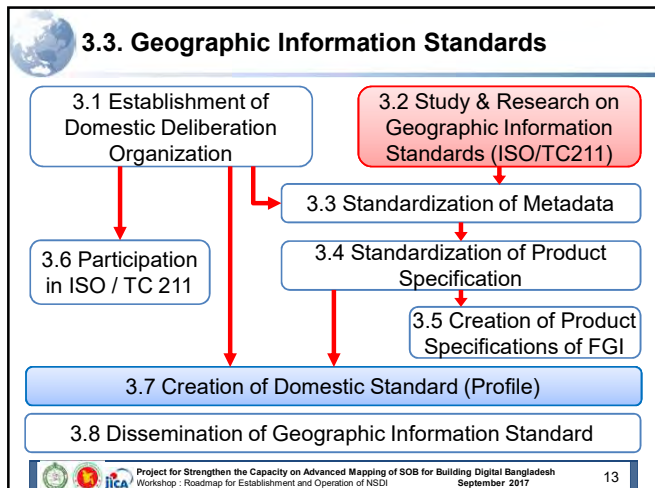 3.3. Geographic Information Standards
3.1 Establishment of
Domestic Deliberation
Organization
3.2 Study & Research on
Geographic Information
Standards (ISO/TC211)
3.3 Standardization of Metadata
3.6 Participation
in ISO / TC 211
3.4 Standardization of Product
Specification
3.5 Creation of Product
Specifications of FGI
3.7 Creation of Domestic Standard (Profile)
3.8 Dissemination of Geographic Information Standard
jica
Project for Strengthen the Capacity on Advanced Mapping of SOB for Building Digital Bangladesh
Workshop : Roadmap for Establishment and Operation of NSDI September 2017
13